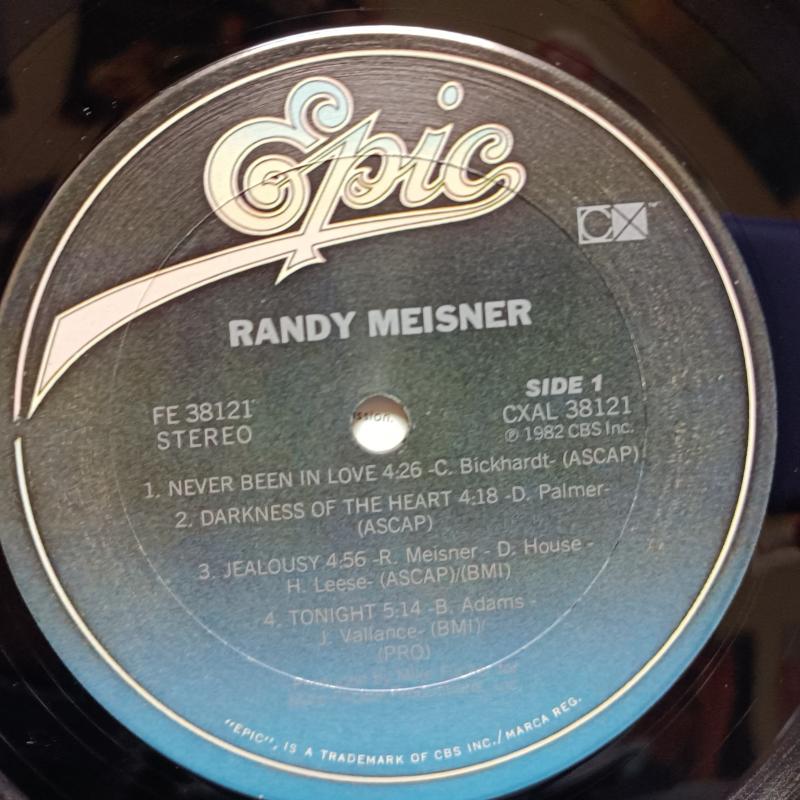 Epic
CX
RANDY MEISNER
FE 38121
STEREO
SIDE 1
CXAL 38121
℗ 1982 CBS Inc.
1. NEVER BEEN IN LOVE 4:26 -C. Bickhardt- (ASCAP)
2. DARKNESS OF THE HEART 4:18 -D. Palmer-
(ASCAP)
3. JEALOUSY 4:56 -R. Meisner - D. House -
H. Leese- (ASCAP)/(BMI)
4. TONIGHT 5:14 -B. Adams -
J. Vallance- (BMI)/
(PRO)
"EPIC", IS A TRADEMARK OF CBS INC./MARCA REG.